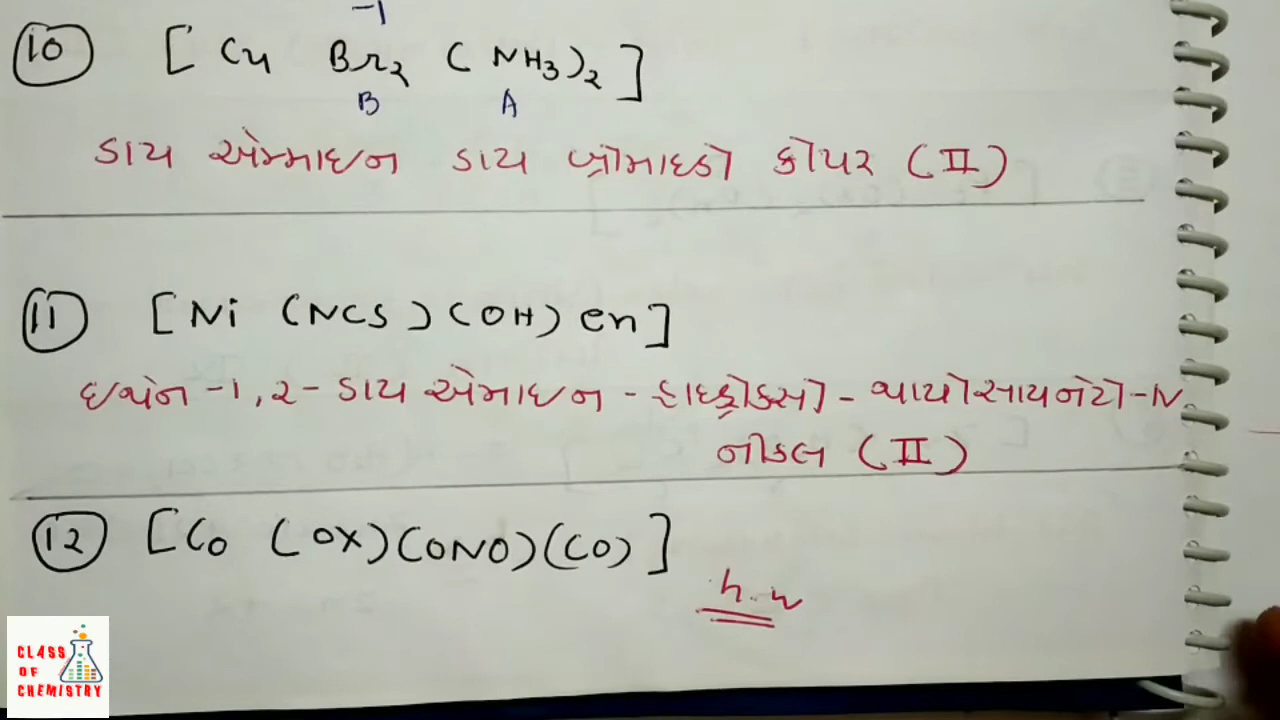 -1
10 [ Cu Br2 ( NH3)2 ]
B A
ડાય એમ્માઇન ડાય બ્રોમાઇડો કોપર (II)
11 [ Ni (NCS) (OH) en ]
ઇથેન -1,૨- ડાય એમાઇન - હાઇડ્રોક્સો - થાયોસાયનેટો-N
નીકલ (II)
12 [ Co (OX)(ONO)(CO) ]
h.w
CLASS
OF
CHEMISTRY